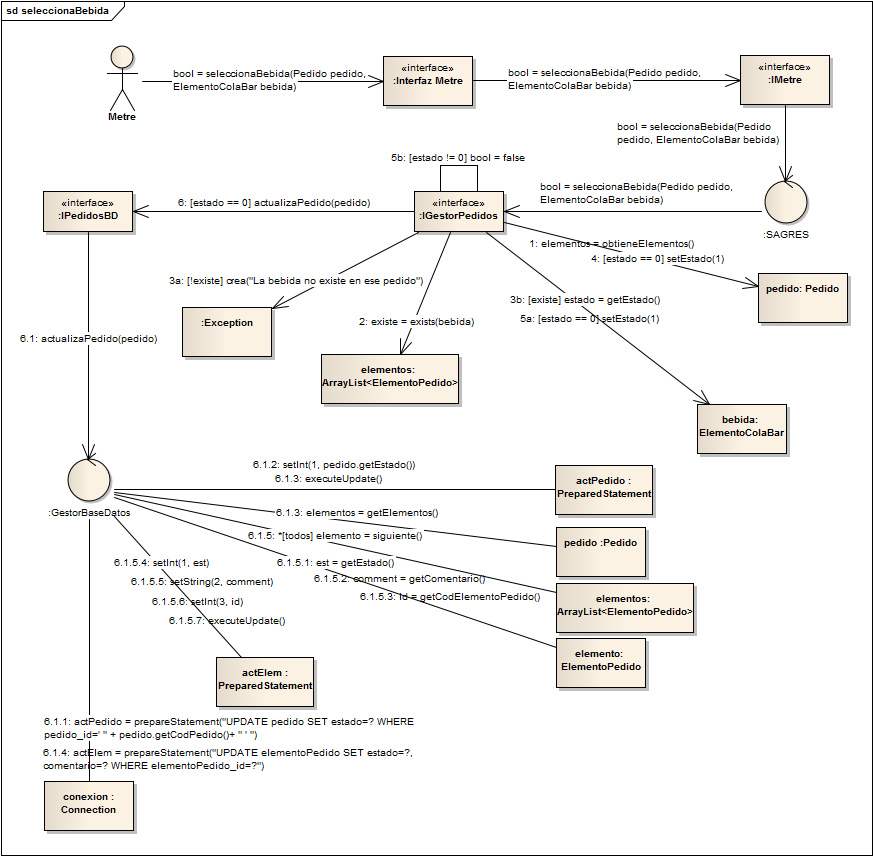 sd seleccionaBebida
Metre
bool = seleccionaBebida(Pedido pedido,
ElementoColaBar bebida)
«interface»
:Interfaz Metre
bool = seleccionaBebida(Pedido pedido,
ElementoColaBar bebida)
«interface»
:IMetre
bool = seleccionaBebida(Pedido
pedido, ElementoColaBar bebida)
5b: [estado != 0] bool = false
«interface»
:IPedidosBD
6: [estado == 0] actualizaPedido(pedido)
«interface»
:IGestorPedidos
bool = seleccionaBebida(Pedido pedido,
ElementoColaBar bebida)
:SAGRES
1: elementos = obtieneElementos()
4: [estado == 0] setEstado(1)
3a: [!existe] crea("La bebida no existe en ese pedido")
pedido: Pedido
3b: [existe] estado = getEstado()
5a: [estado == 0] setEstado(1)
:Exception
2: existe = exists(bebida)
6.1: actualizaPedido(pedido)
elementos:
ArrayList<ElementoPedido>
bebida:
ElementoColaBar
:GestorBaseDatos
6.1.2: setInt(1, pedido.getEstado())
6.1.3: executeUpdate()
actPedido :
PreparedStatement
6.1.3: elementos = getElementos()
pedido :Pedido
6.1.5: *[todos] elemento = siguiente()
6.1.5.4: setInt(1, est)
6.1.5.1: est = getEstado()
6.1.5.5: setString(2, comment)
6.1.5.2: comment = getComentario()
6.1.5.6: setInt(3, id)
6.1.5.3: id = getCodElementoPedido()
6.1.5.7: executeUpdate()
elementos:
ArrayList<ElementoPedido>
elemento:
ElementoPedido
actElem :
PreparedStatement
6.1.1: actPedido = prepareStatement("UPDATE pedido SET estado=? WHERE
pedido_id=' " + pedido.getCodPedido()+ " ' ")
6.1.4: actElem = prepareStatement("UPDATE elementoPedido SET estado=?,
comentario=? WHERE elementoPedido_id=?")
conexion :
Connection